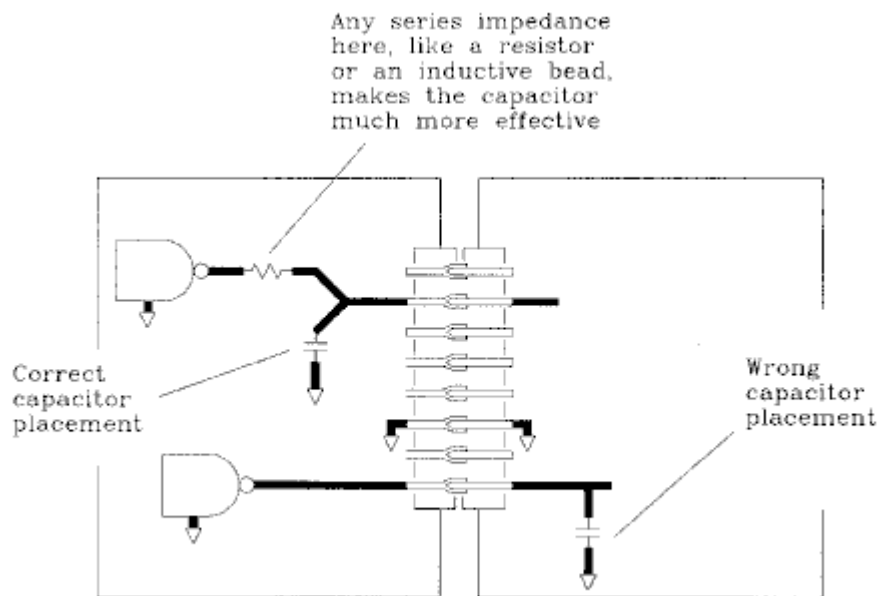 Any series impedance
here, like a resistor
or an inductive bead,
makes the capacitor
much more effective
Correct
capacitor
placement
Wrong
capacitor
placement